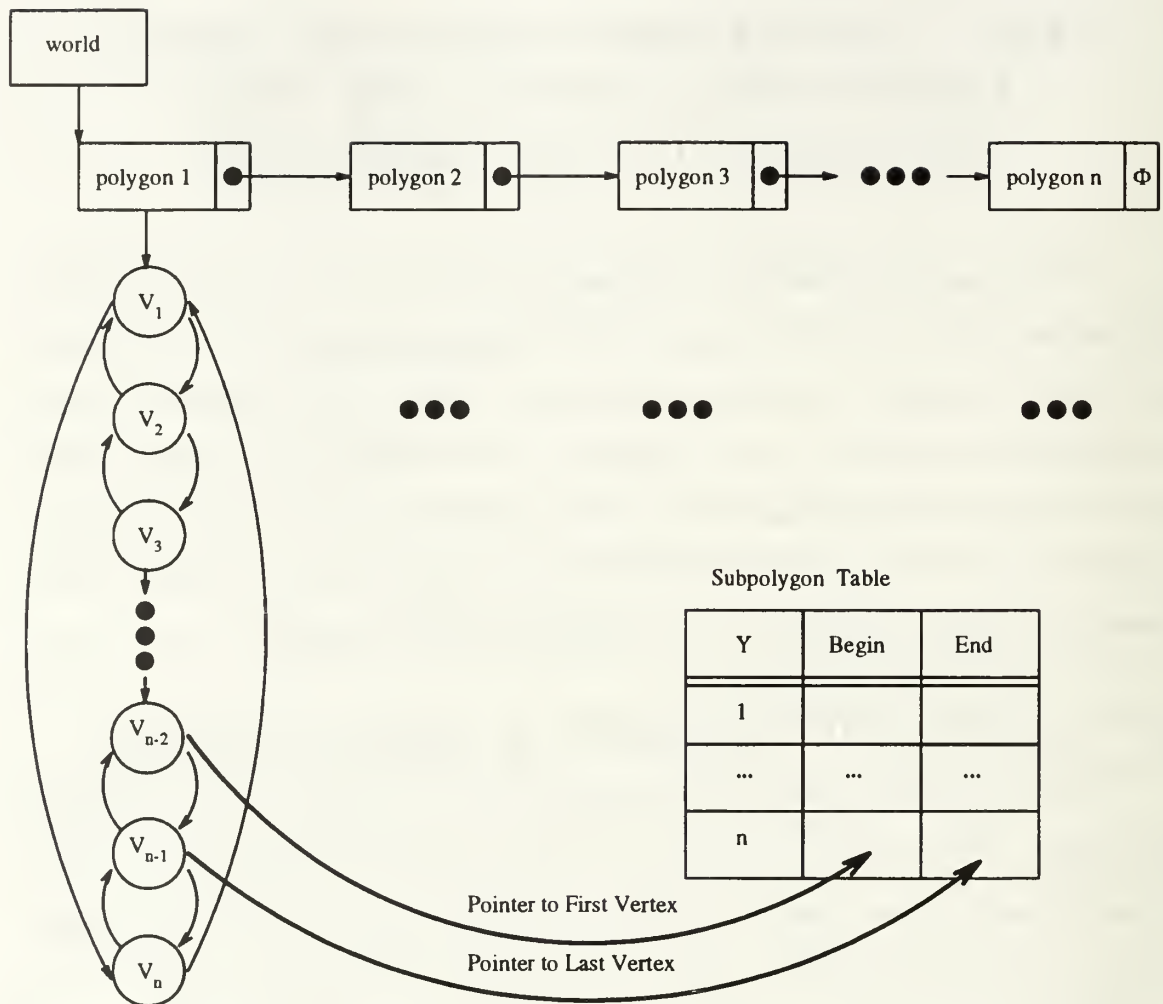 world
polygon 1
polygon 2
polygon 3
polygon n Φ
V1
V2
V3
Vn-2
Vn-1
Vn
Subpolygon Table
Y Begin End
1
... ... ...
n
Pointer to First Vertex
Pointer to Last Vertex